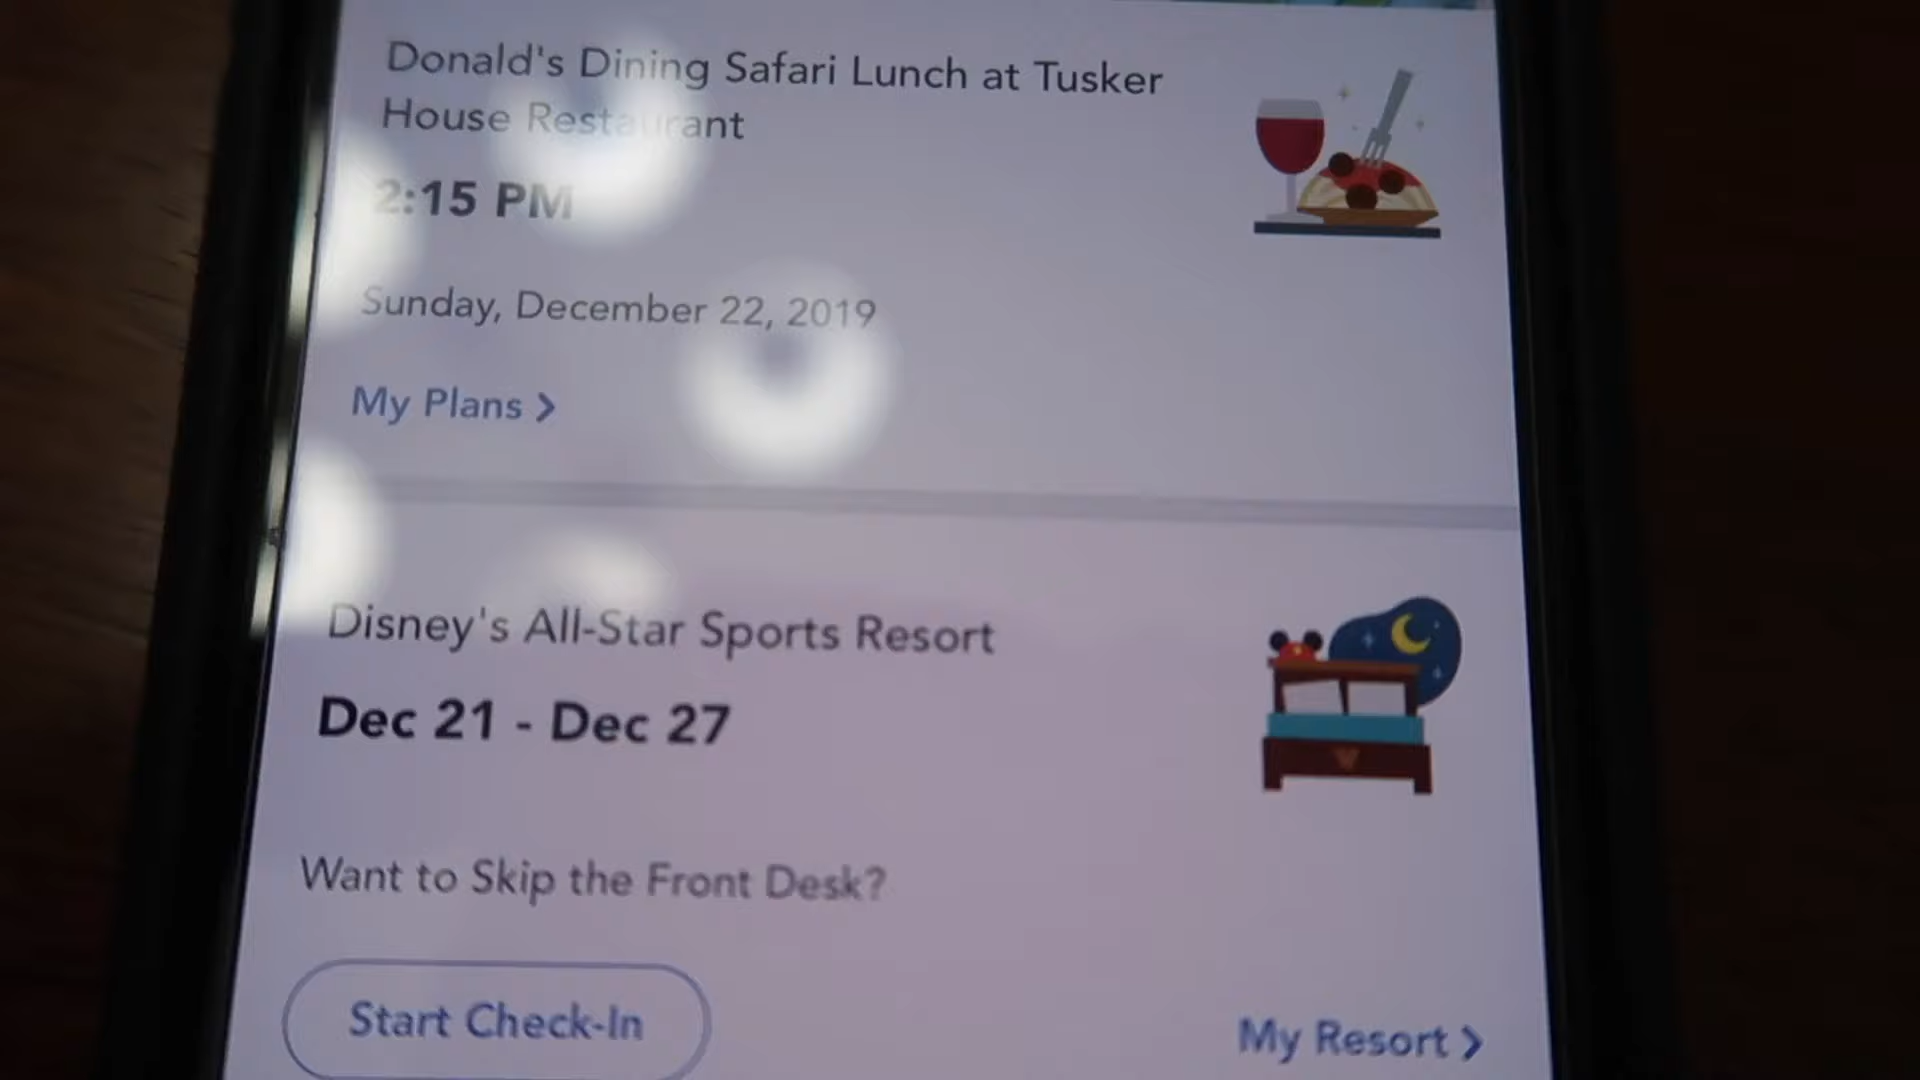 Donald's Dining Safari Lunch at Tusker
House Restaurant
2:15 PM
Sunday, December 22, 2019
My Plans >
Disney's All-Star Sports Resort
Dec 21 - Dec 27
Want to Skip the Front Desk?
Start Check-In
My Resort >